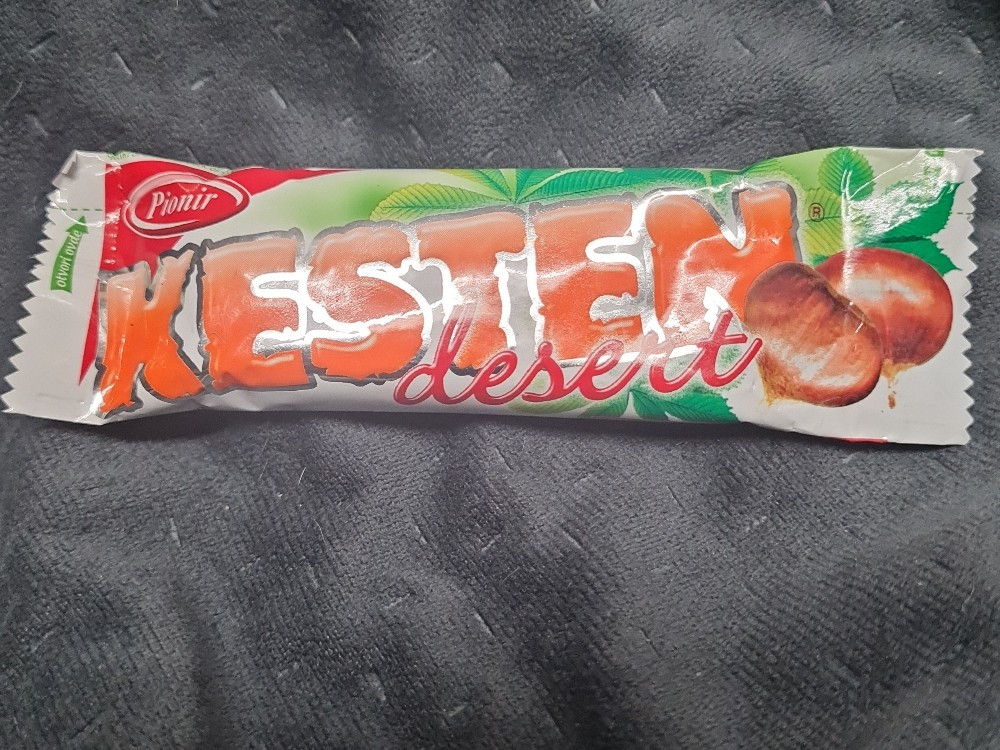 otvori ovde
Pionir
KESTEN
®
desert